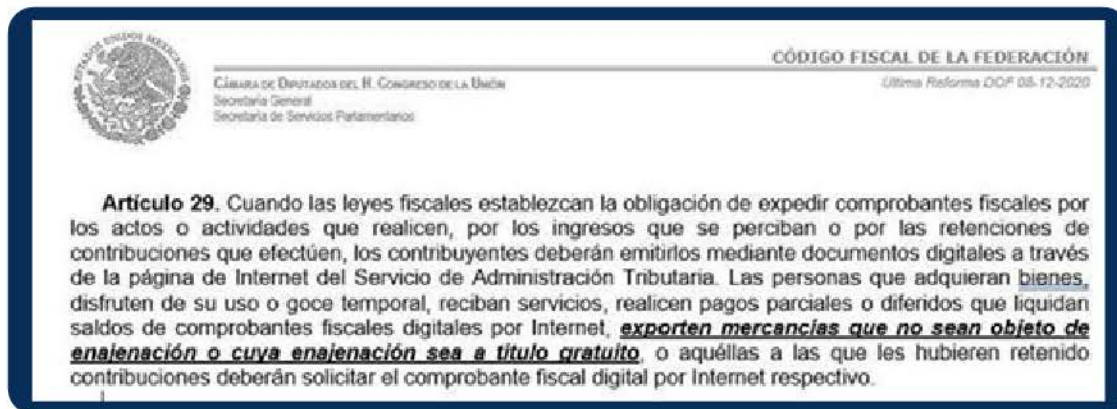 ESTADOS UNIDOS MEXICANOS
CÓDIGO FISCAL DE LA FEDERACIÓN
CÁMARA DE DIPUTADOS DEL H. CONGRESO DE LA UNIÓN
Última Reforma DOF 08-12-2020
Secretaría General
Secretaría de Servicios Parlamentarios
Artículo 29. Cuando las leyes fiscales establezcan la obligación de expedir comprobantes fiscales por
los actos o actividades que realicen, por los ingresos que se perciban o por las retenciones de
contribuciones que efectúen, los contribuyentes deberán emitirlos mediante documentos digitales a través
de la página de Internet del Servicio de Administración Tributaria. Las personas que adquieran bienes,
disfruten de su uso o goce temporal, reciban servicios, realicen pagos parciales o diferidos que liquidan
saldos de comprobantes fiscales digitales por Internet, exporten mercancías que no sean objeto de
enajenación o cuya enajenación sea a título gratuito, o aquéllas a las que les hubieren retenido
contribuciones deberán solicitar el comprobante fiscal digital por Internet respectivo.